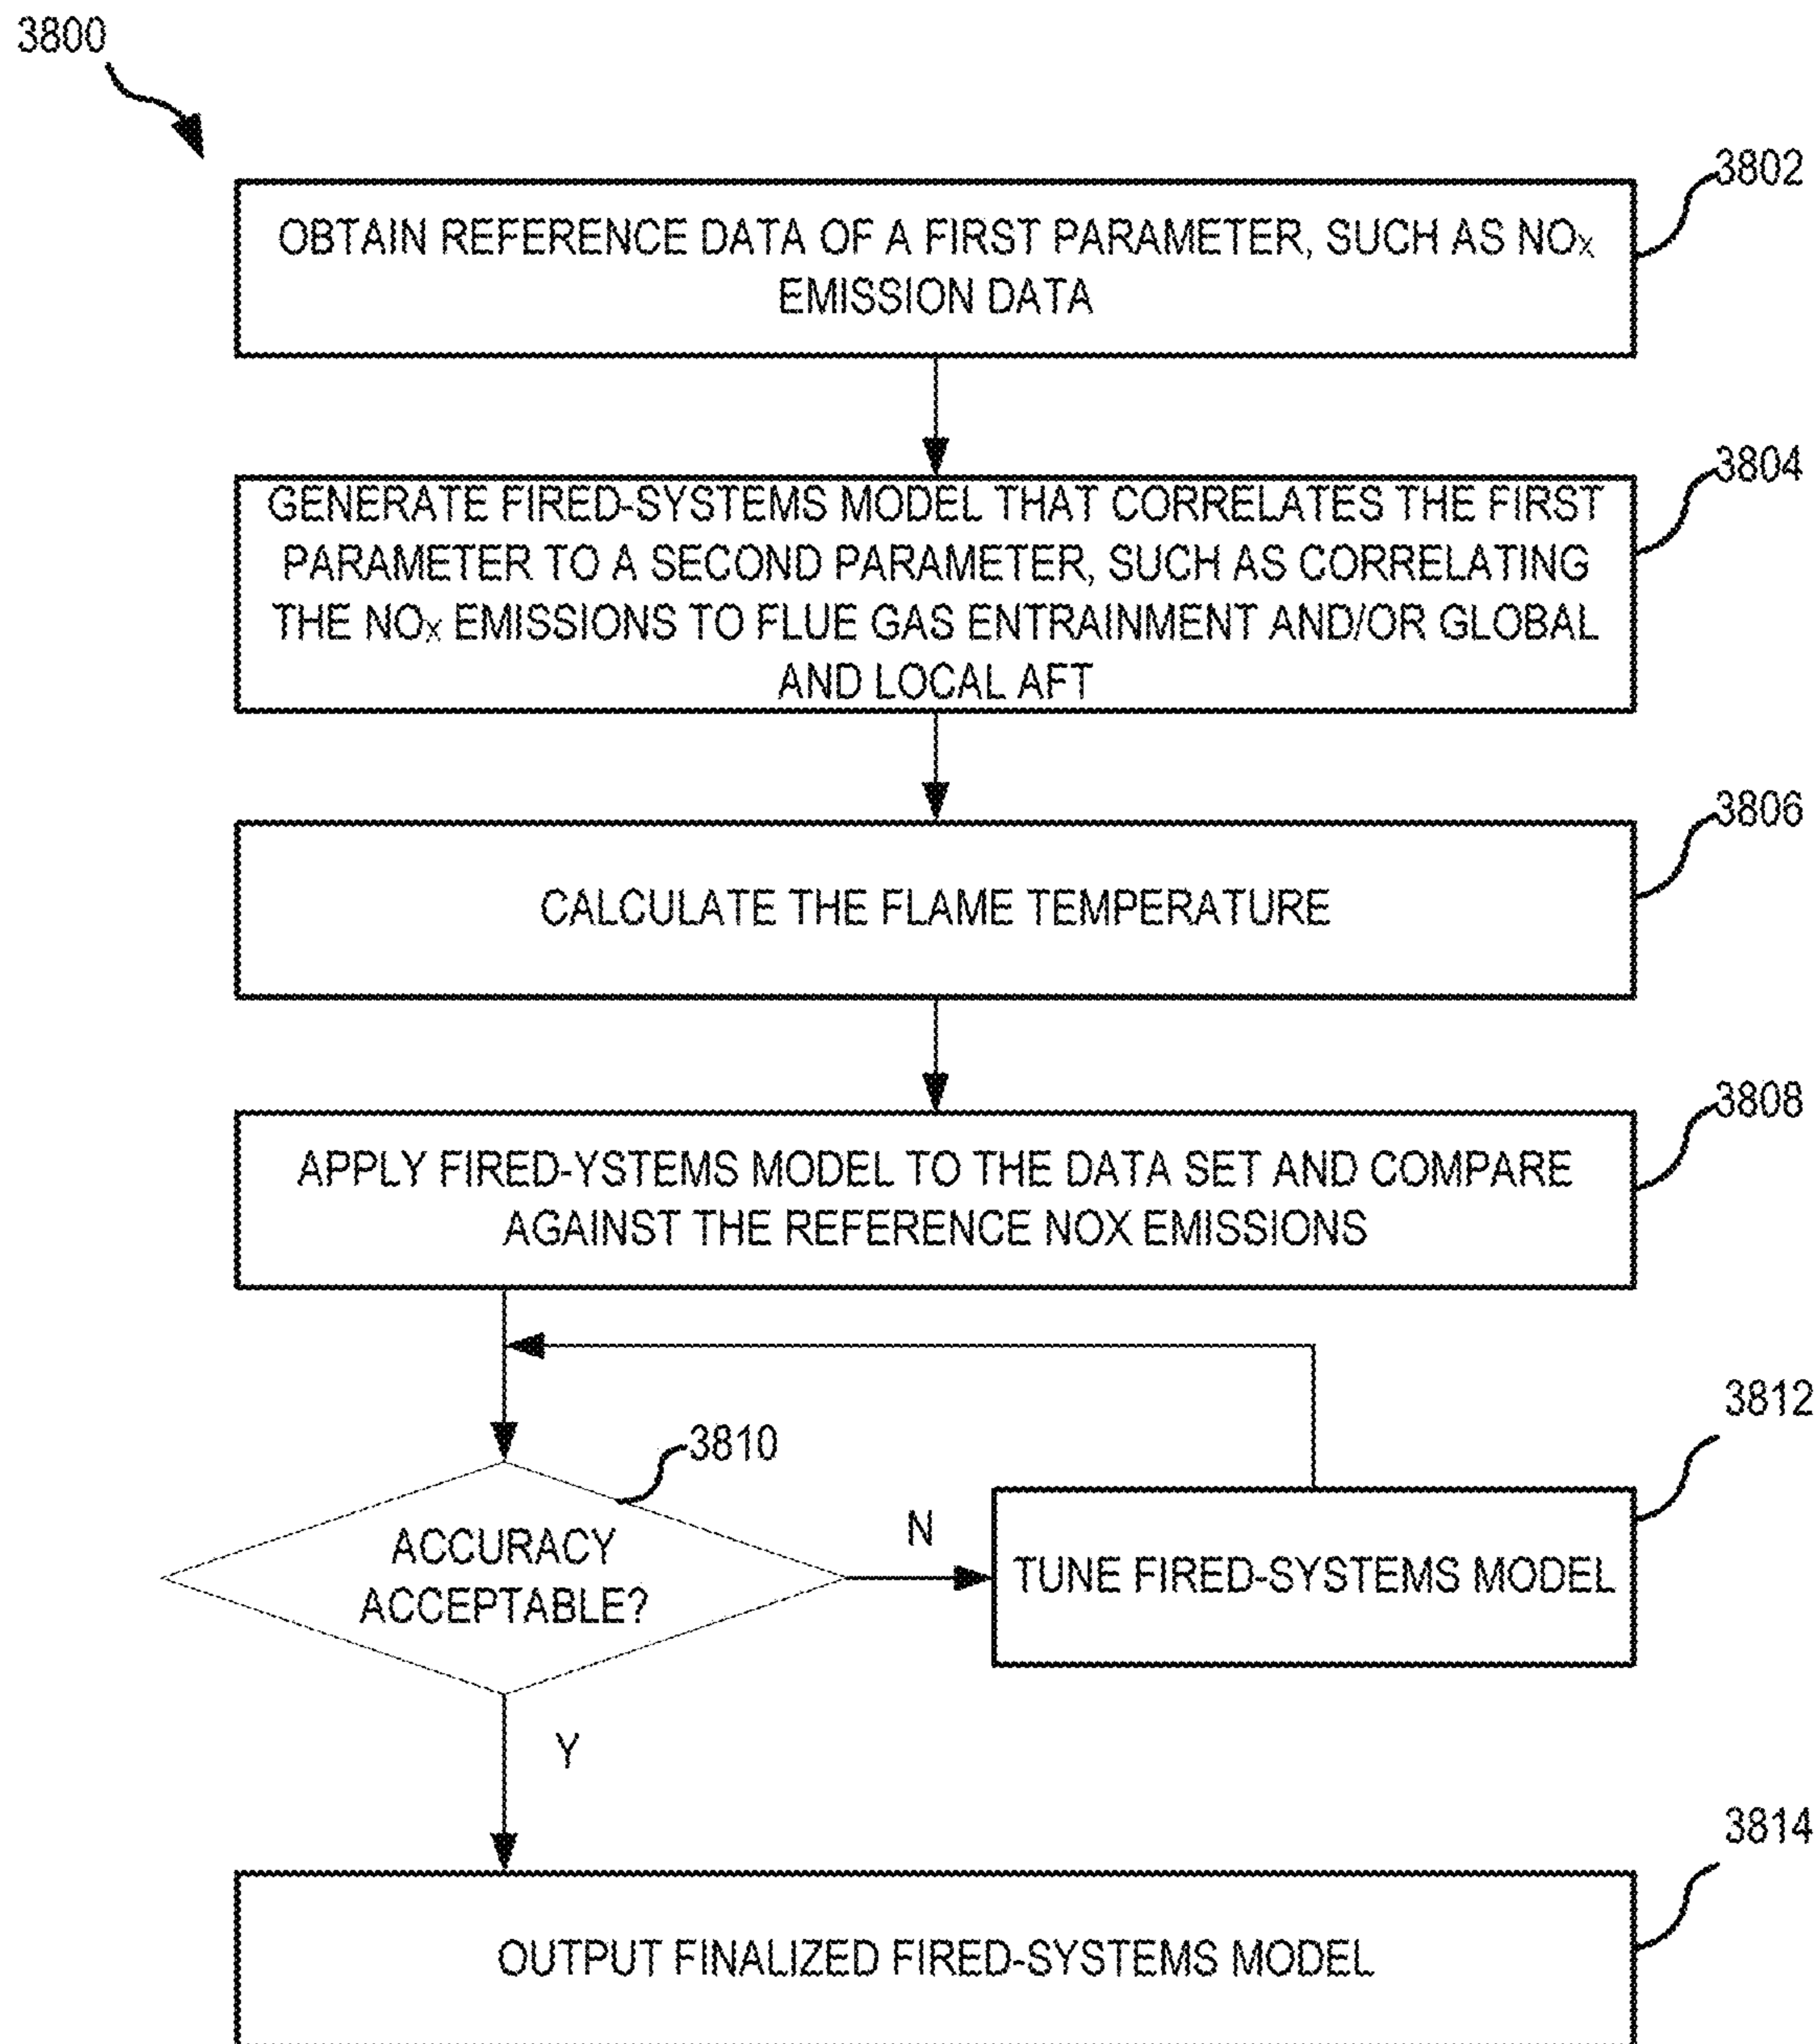 3800
3802
OBTAIN REFERENCE DATA OF A FIRST PARAMETER, SUCH AS NOx
EMISSION DATA
3804
GENERATE FIRED-SYSTEMS MODEL THAT CORRELATES THE FIRST
PARAMETER TO A SECOND PARAMETER, SUCH AS CORRELATING
THE NOx EMISSIONS TO FLUE GAS ENTRAINMENT AND/OR GLOBAL
AND LOCAL AFT
3806
CALCULATE THE FLAME TEMPERATURE
3808
APPLY FIRED-YSTEMS MODEL TO THE DATA SET AND COMPARE
AGAINST THE REFERENCE NOX EMISSIONS
3810
ACCURACY
ACCEPTABLE?
N
3812
TUNE FIRED-SYSTEMS MODEL
Y
3814
OUTPUT FINALIZED FIRED-SYSTEMS MODEL